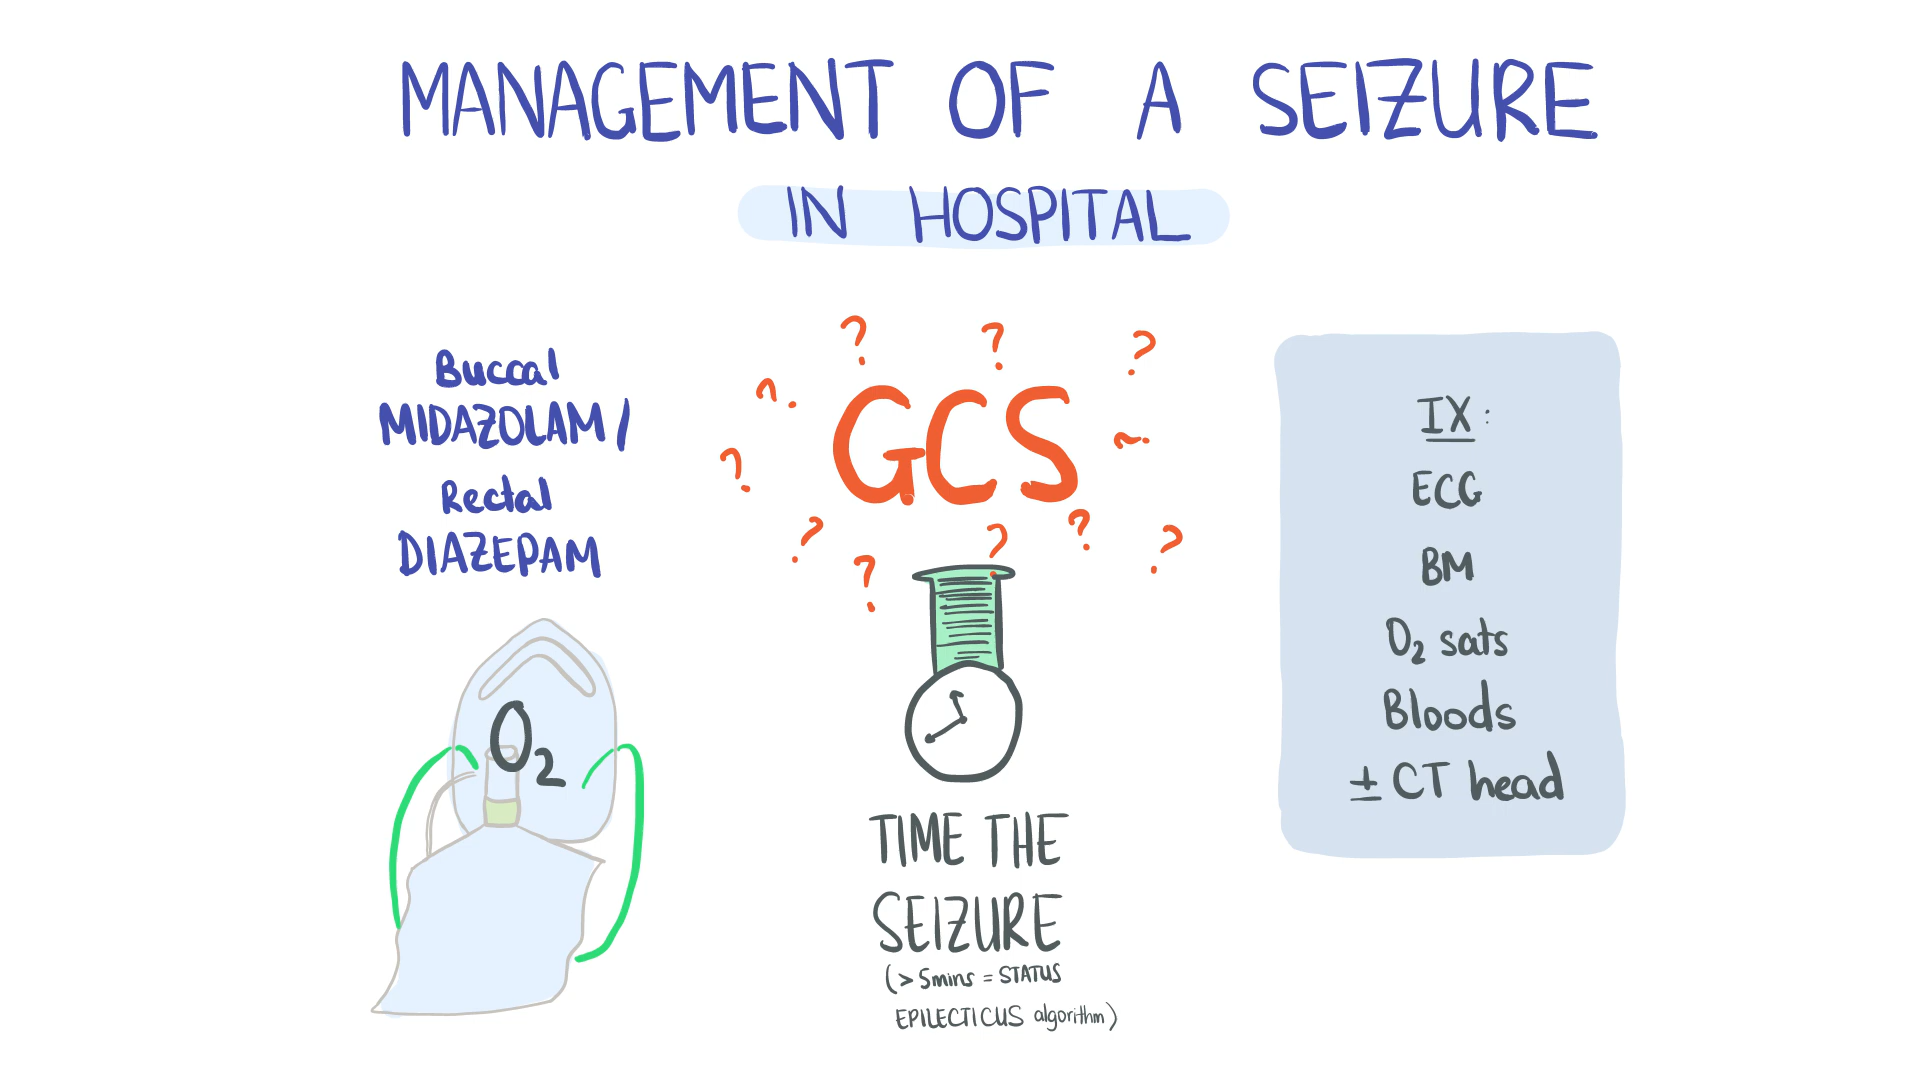 MANAGEMENT OF A SEIZURE
IN HOSPITAL
Buccal
MIDAZOLAM /
Rectal
DIAZEPAM
O2
? ? ? ? ? ? ? ? ? ? ? ?
GCS
TIME THE
SEIZURE
(> 5mins = STATUS
EPILECTICUS algorithm)
IX:
ECG
BM
O2 sats
Bloods
± CT head